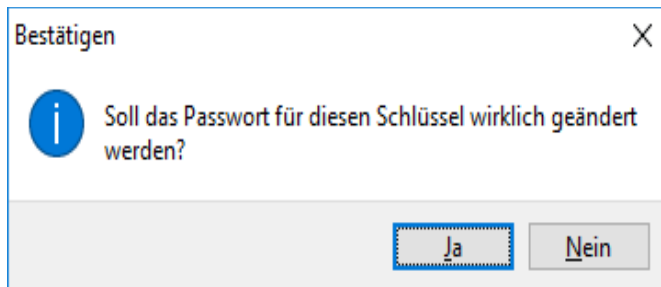 Bestätigen
Soll das Passwort für diesen Schlüssel wirklich geändert
werden?
Ja
Nein